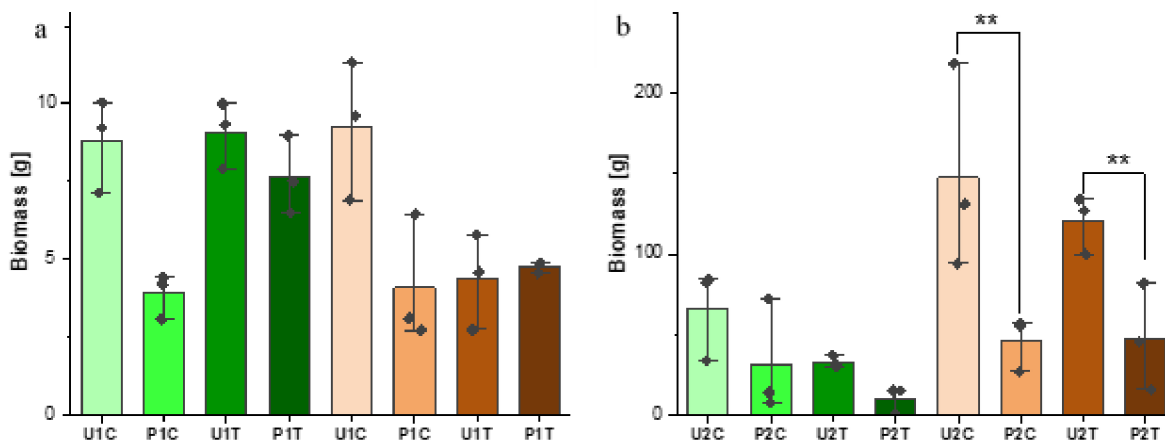 a
Biomass [g]
10
5
0
U1C P1C U1T P1T U1C P1C U1T P1T
b
Biomass [g]
200
100
0
**
**
U2C P2C U2T P2T U2C P2C U2T P2T